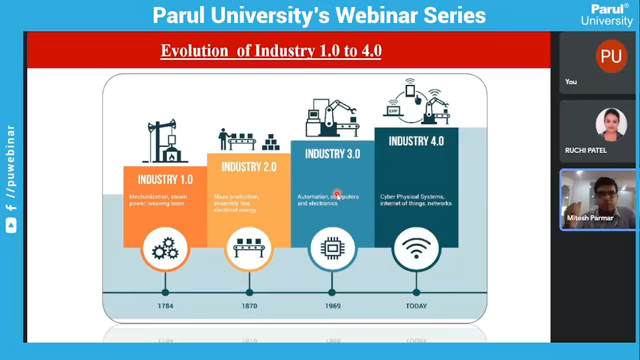 Parul University's Webinar Series
Parul®
University
Evolution of Industry 1.0 to 4.0
PU
You
RUCHI PATEL
Mitesh Parmar
/puwebinar
INDUSTRY 1.0
Mechanization, steam
power, weaving loom
INDUSTRY 2.0
Mass production,
assembly line,
electrical energy
INDUSTRY 3.0
Automation, computers
and electronics
ERP
INDUSTRY 4.0
Cyber Physical Systems,
internet of things, networks
1784
1870
1969
TODAY